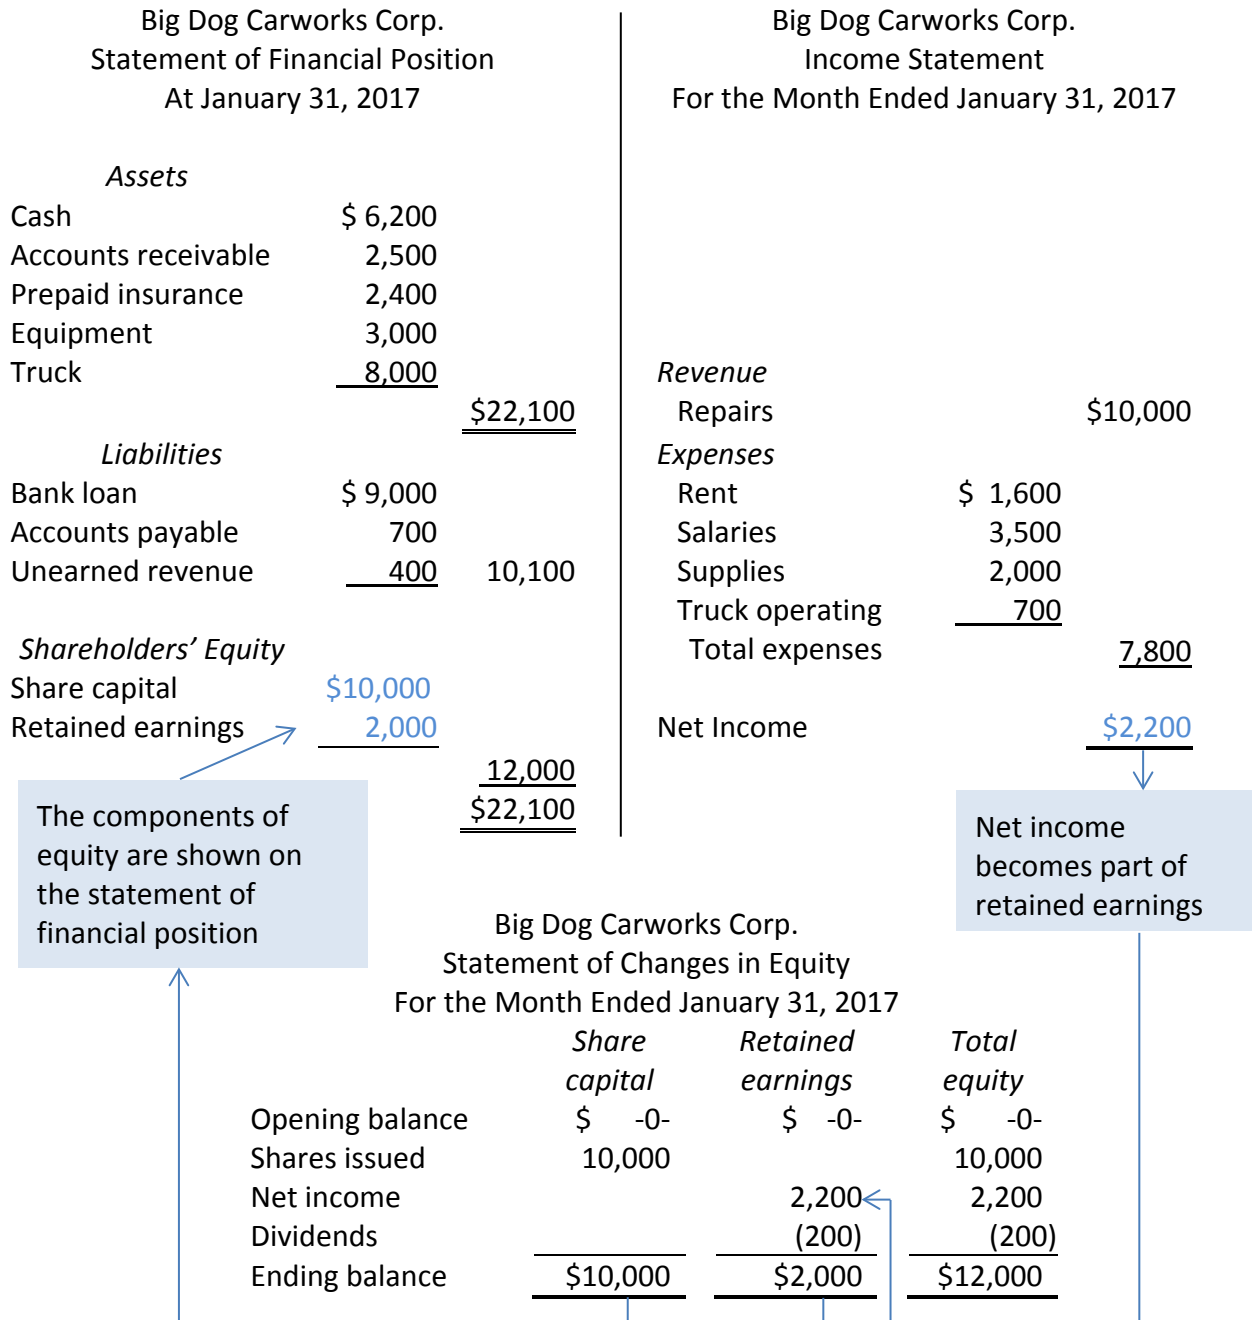 Big Dog Carworks Corp.
Statement of Financial Position
At January 31, 2017
Assets
Cash $ 6,200
Accounts receivable 2,500
Prepaid insurance 2,400
Equipment 3,000
Truck 8,000
$22,100
Liabilities
Bank loan $ 9,000
Accounts payable 700
Unearned revenue 400 10,100
Shareholders’ Equity
Share capital $10,000
Retained earnings 2,000
12,000
$22,100
The components of
equity are shown on
the statement of
financial position
Big Dog Carworks Corp.
Income Statement
For the Month Ended January 31, 2017
Revenue
Repairs $10,000
Expenses
Rent $ 1,600
Salaries 3,500
Supplies 2,000
Truck operating 700
Total expenses 7,800
Net Income $2,200
Net income
becomes part of
retained earnings
Big Dog Carworks Corp.
Statement of Changes in Equity
For the Month Ended January 31, 2017
Share Retained Total
capital earnings equity
Opening balance $ -0- $ -0- $ -0-
Shares issued 10,000 10,000
Net income 2,200 2,200
Dividends (200) (200)
Ending balance $10,000 $2,000 $12,000